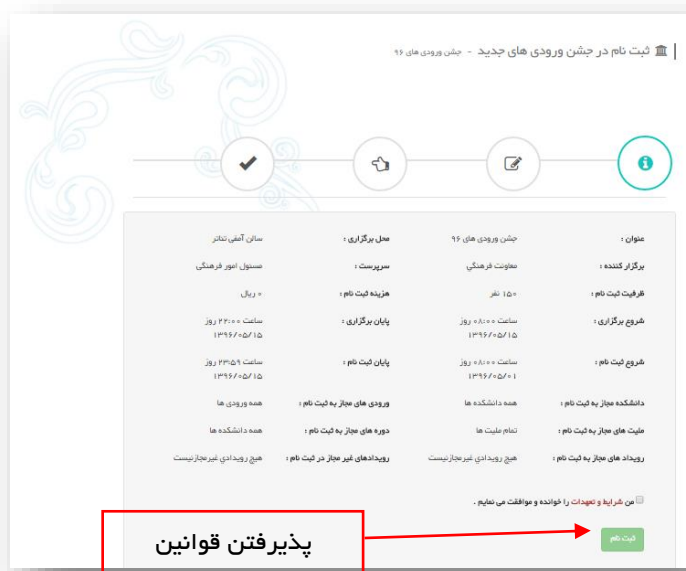 ثبت نام در جشن ورودی های جدید - جشن ورودی های ۹۶
عنوان : جشن ورودی های ۹۶ محل برگزاری : سالن آمفی تئاتر
برگزار کننده : معاونت فرهنگی سرپرست : مسئول امور فرهنگی
ظرفیت ثبت نام : ۱۵۰ نفر هزینه ثبت نام : ۰ ریال
شروع برگزاری : ساعت ۰۸:۰۰ روز پایان برگزاری : ساعت ۲۲:۰۰ روز
۱۳۹۶/۰۵/۱۵ ۱۳۹۶/۰۵/۱۵
شروع ثبت نام : ساعت ۰۸:۰۰ روز پایان ثبت نام : ساعت ۲۳:۵۹ روز
۱۳۹۶/۰۵/۰۱ ۱۳۹۶/۰۵/۱۵
دانشکده مجاز به ثبت نام : همه دانشکده ها ورودی های مجاز به ثبت نام : همه ورودی ها
ملیت های مجاز به ثبت نام : تمام ملیت ها دوره های مجاز به ثبت نام : همه دانشکده ها
رویداد های مجاز به ثبت نام : هیچ رویدادی غیرمجاز نیست رویدادهای غیر مجاز در ثبت نام : هیچ رویدادی غیرمجاز نیست
من شرایط و تعهدات را خوانده و موافقت می نمایم .
ثبت نام
پذیرفتن قوانین